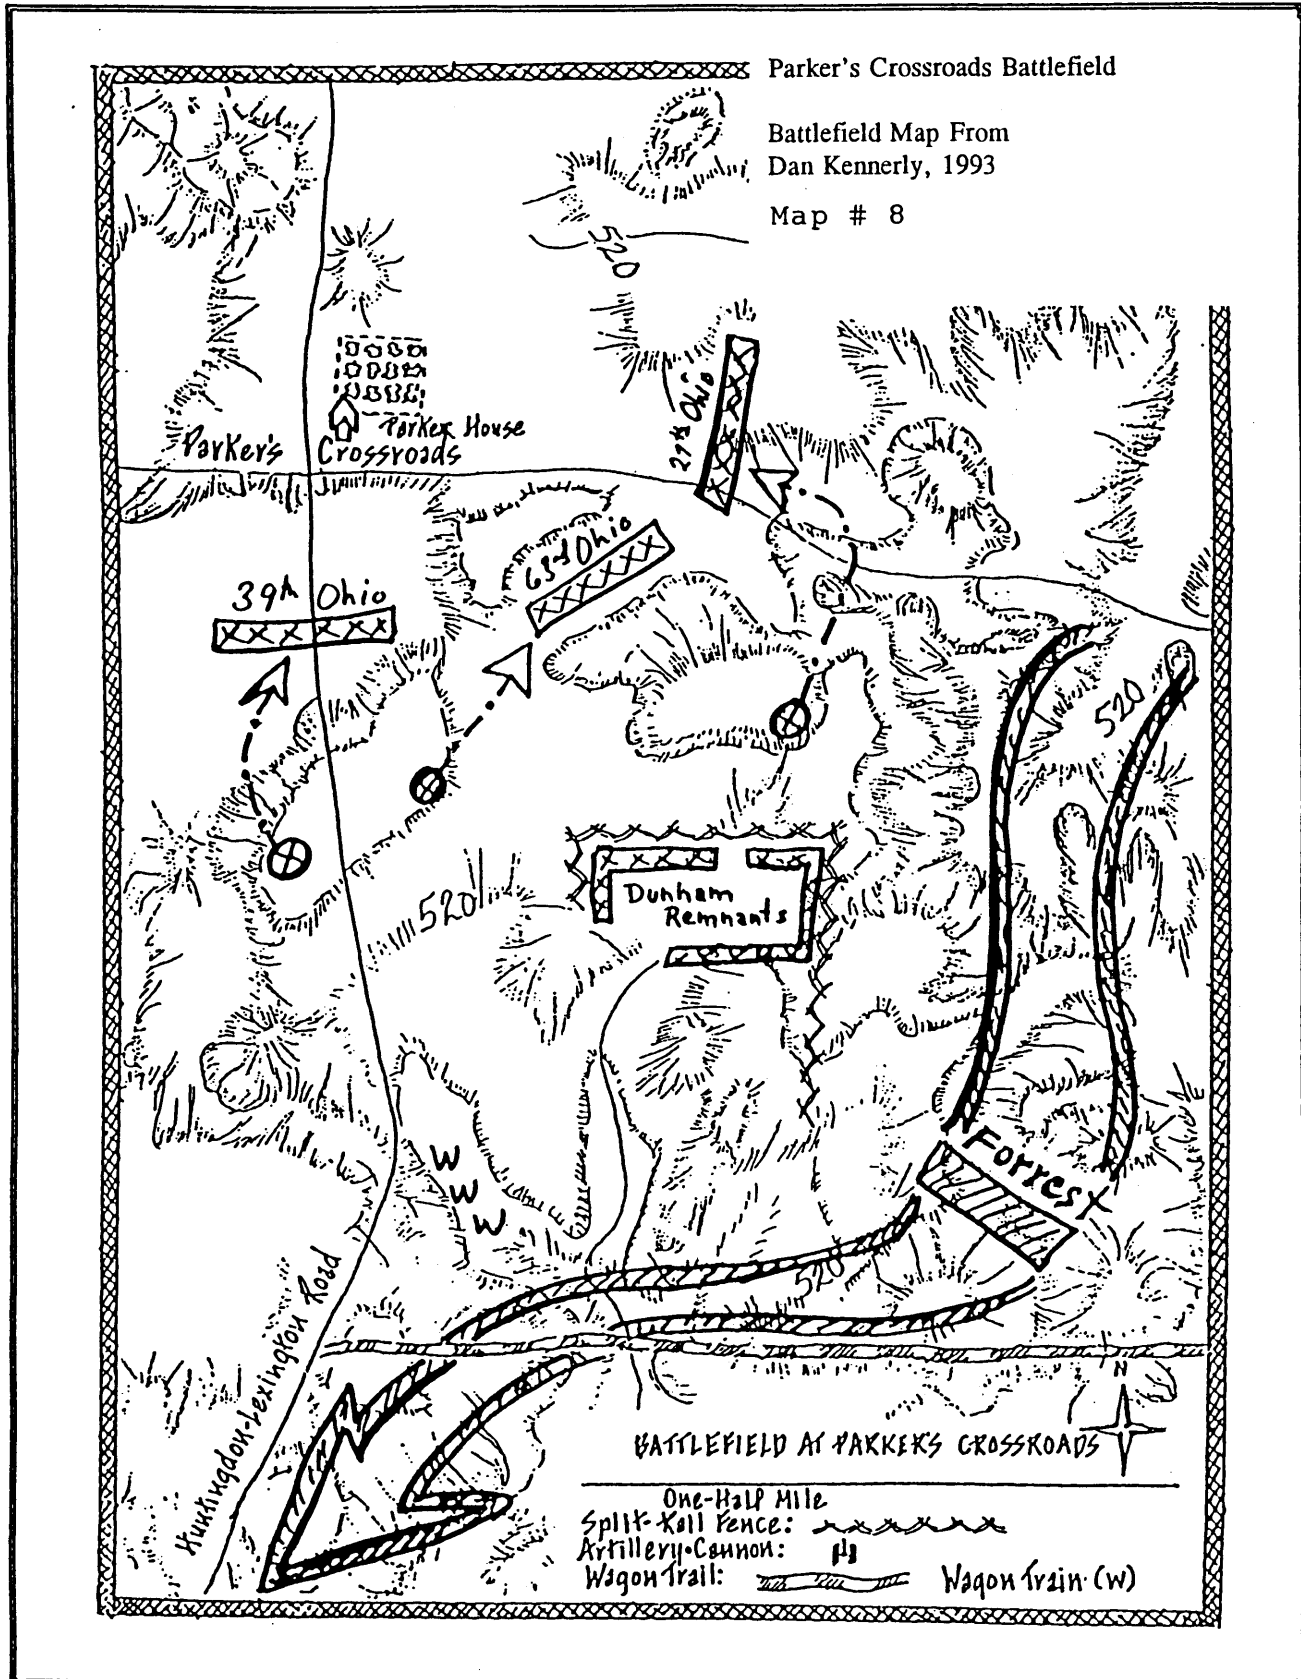 Parker's Crossroads Battlefield
Battlefield Map From
Dan Kennerly, 1993
Map # 8
520
27th Ohio
Parker House
Parker's Crossroads
63rd Ohio
39th Ohio
520
520
Dunham
Remnants
W
W
W
Forrest
520
Huntingdon-Lexington Road
N
BATTLEFIELD AT PARKER'S CROSSROADS
One-Half Mile
Split-Rail Fence:
Artillery-Cannon:
Wagon Trail:
Wagon Train (W)